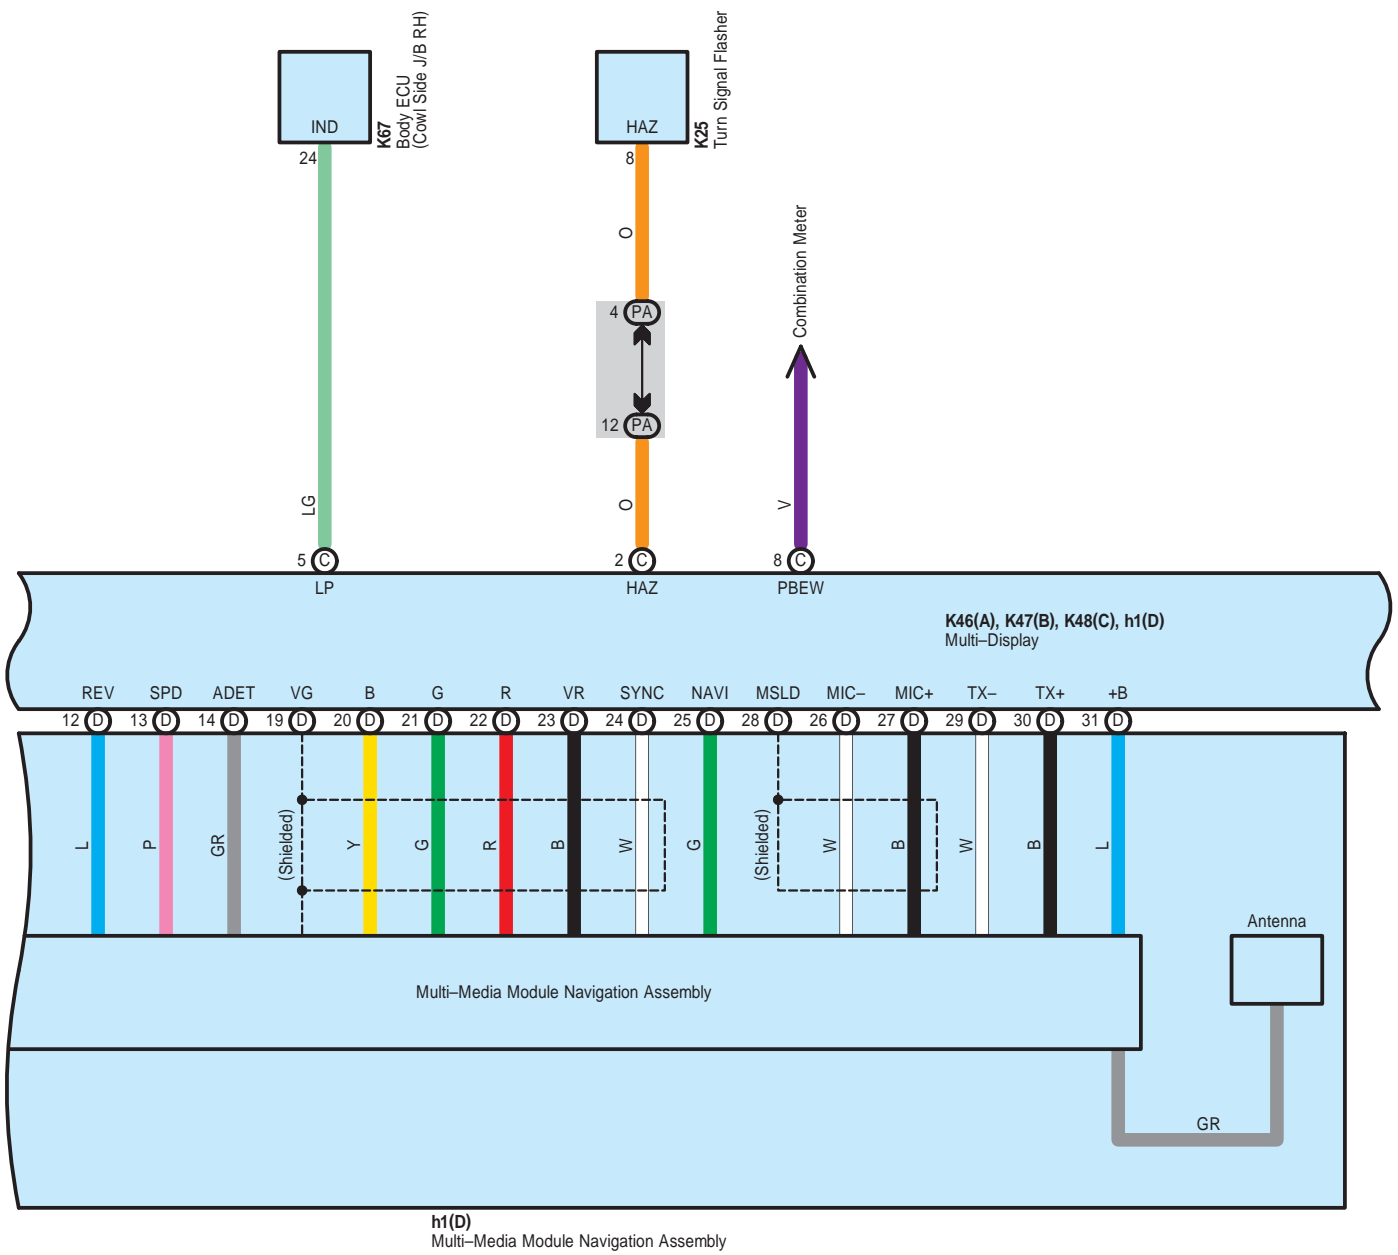 IND
24
K67
Body ECU
(Cowl Side J/B RH)
HAZ
8
K25
Turn Signal Flasher
O
4 PA
12 PA
Combination Meter
LG
O
V
5 C
2 C
8 C
LP
HAZ
PBEW
K46(A), K47(B), K48(C), h1(D)
Multi–Display
REV SPD ADET VG B G R VR SYNC NAVI MSLD MIC– MIC+ TX– TX+ +B
12 D 13 D 14 D 19 D 20 D 21 D 22 D 23 D 24 D 25 D 28 D 26 D 27 D 29 D 30 D 31 D
L P GR (Shielded) Y G R B W G (Shielded) W B W B L
Antenna
Multi–Media Module Navigation Assembly
GR
h1(D)
Multi–Media Module Navigation Assembly